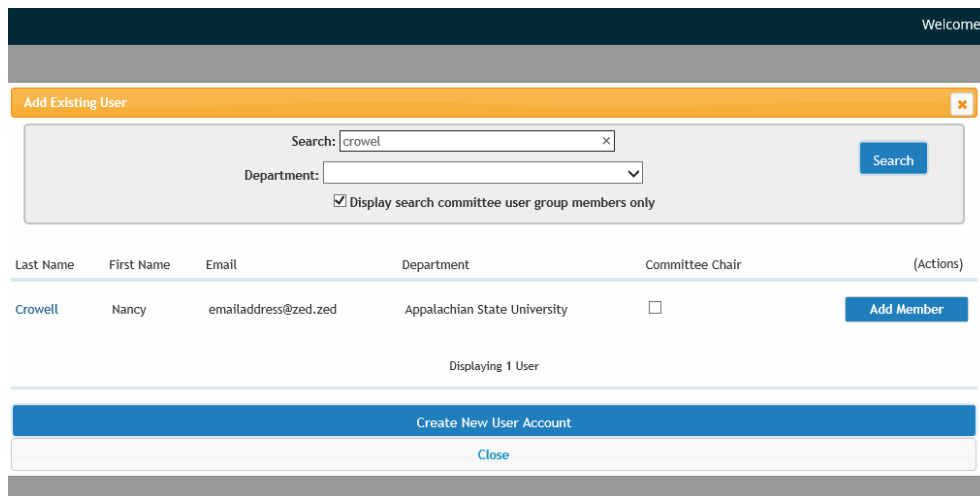 Welcome
Add Existing User
Search: crowel
Search
Department:
Display search committee user group members only
Last Name First Name Email Department Committee Chair (Actions)
Crowell Nancy emailaddress@zed.zed Appalachian State University Add Member
Displaying 1 User
Create New User Account
Close